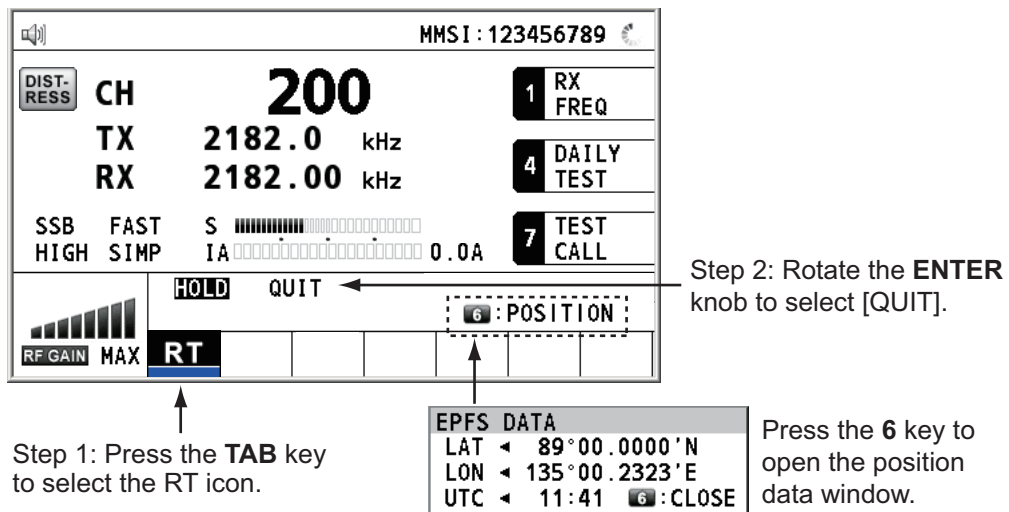 MMSI:123456789
DIST-
RESS
CH 200
TX 2182.0 kHz
RX 2182.00 kHz
1 RX
FREQ
4 DAILY
TEST
7 TEST
CALL
SSB FAST S
HIGH SIMP IA 0.0A
HOLD QUIT
6:POSITION
RF GAIN MAX RT
Step 2: Rotate the ENTER
knob to select [QUIT].
Step 1: Press the TAB key
to select the RT icon.
EPFS DATA
LAT ◄ 89°00.0000'N
LON ◄ 135°00.2323'E
UTC ◄ 11:41 6:CLOSE
Press the 6 key to
open the position
data window.